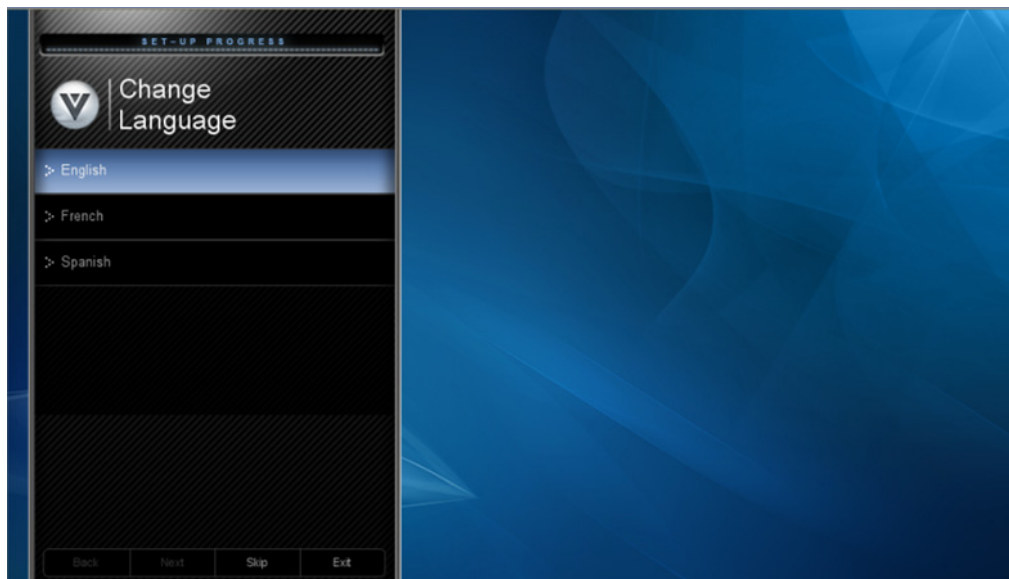 SET-UP PROGRESS
Change
Language
English
French
Spanish
Back Next Skip Exit